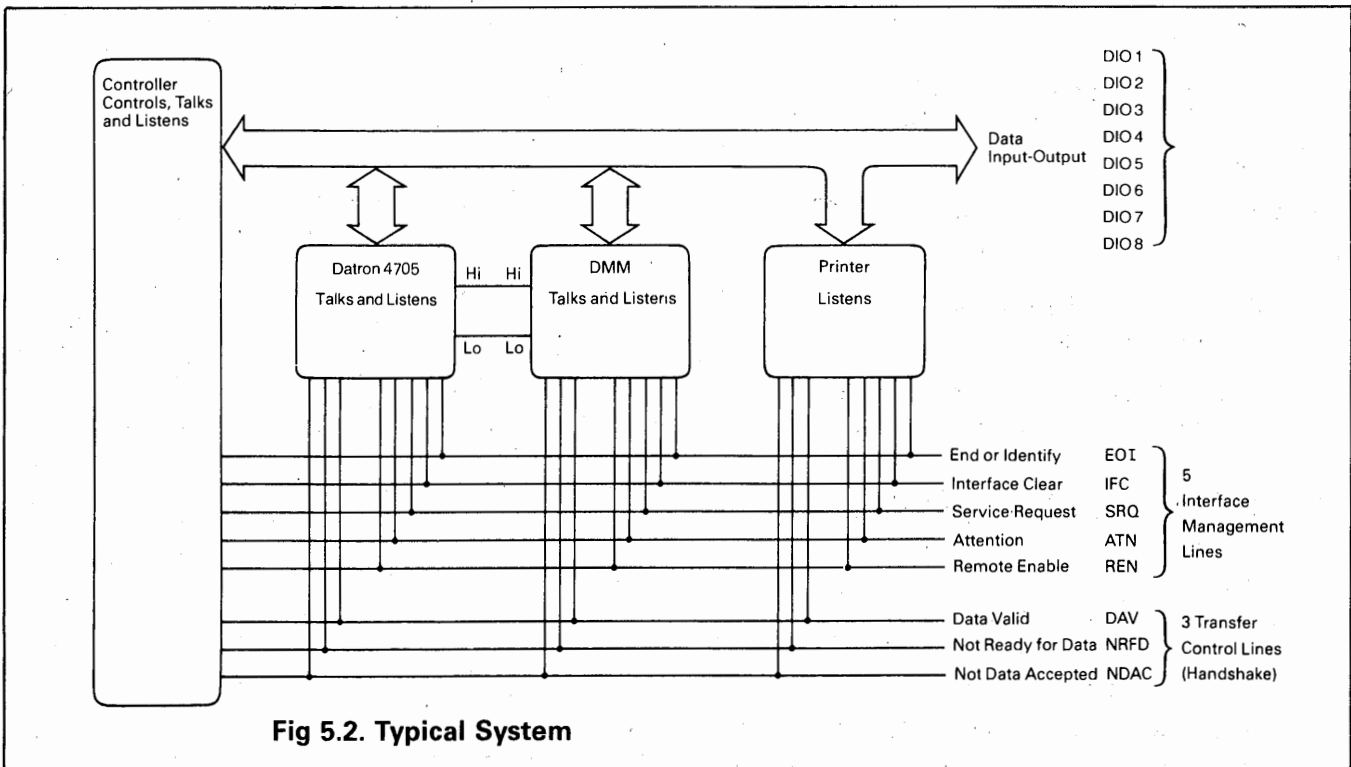 Controller
Controls, Talks
and Listens
DIO 1
DIO 2
DIO 3
DIO 4
DIO 5
DIO 6
DIO 7
DIO 8
Data
Input-Output
Datron 4705
Talks and Listens
Hi Hi
Lo Lo
DMM
Talks and Listens
Printer
Listens
End or Identify EOI
Interface Clear IFC
Service Request SRQ
Attention ATN
Remote Enable REN
5
Interface
Management
Lines
Data Valid DAV
Not Ready for Data NRFD
Not Data Accepted NDAC
3 Transfer
Control Lines
(Handshake)
Fig 5.2. Typical System